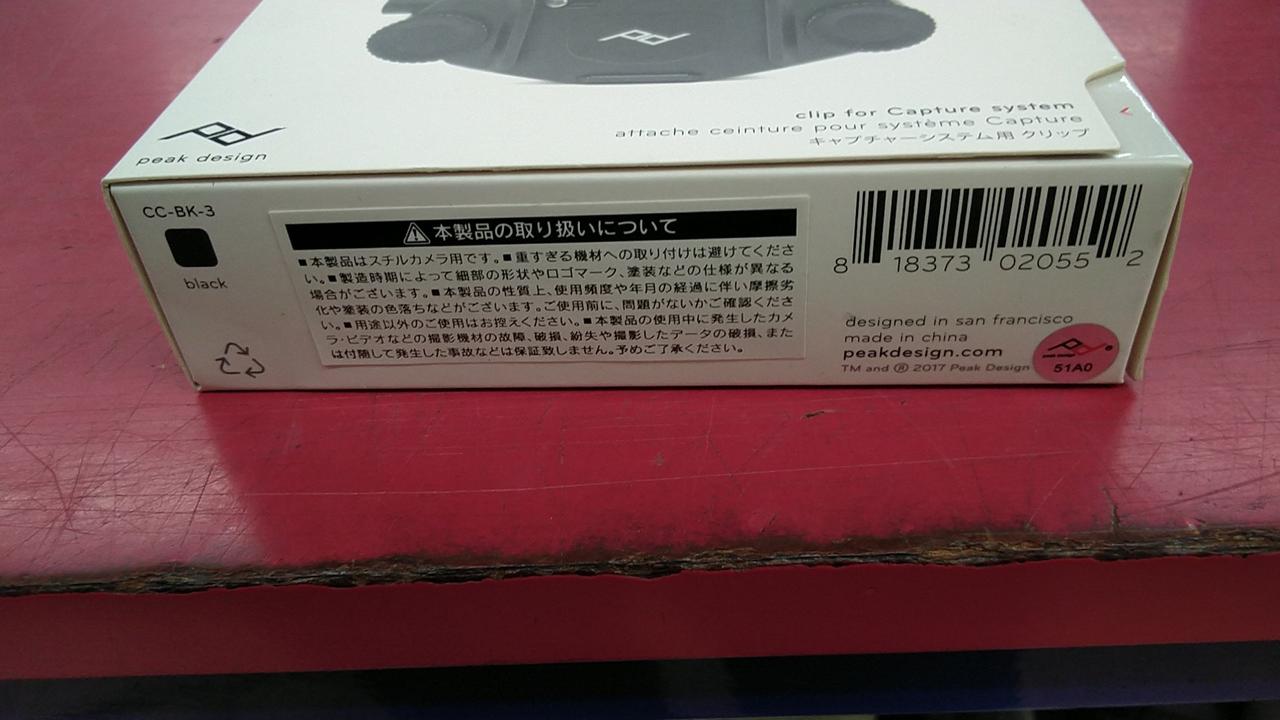 pd
clip for Capture system
attache ceinture pour système Capture
キャプチャーシステム用 クリップ
pd
peak design
CC-BK-3
black
本製品の取り扱いについて
■本製品はスチルカメラ用です。■重すぎる機材への取り付けは避けてくださ
い。■製造時期によって細部の形状やロゴマーク、塗装などの仕様が異なる
場合がございます。■本製品の性質上、使用頻度や年月の経過に伴い摩擦劣
化や塗装の色落ちなどがございます。ご使用前に、問題がないかご確認くださ
い。■用途以外のご使用はお控えください。■本製品の使用中に発生したカメ
ラ・ビデオなどの撮影機材の故障、破損、紛失や撮影したデータの破損、また
は付随して発生した事故などは保証致しません。予めご了承ください。
8 18373 02055 2
designed in san francisco
made in china
peakdesign.com
TM and ® 2017 Peak Design
pd®
peak design
51A0